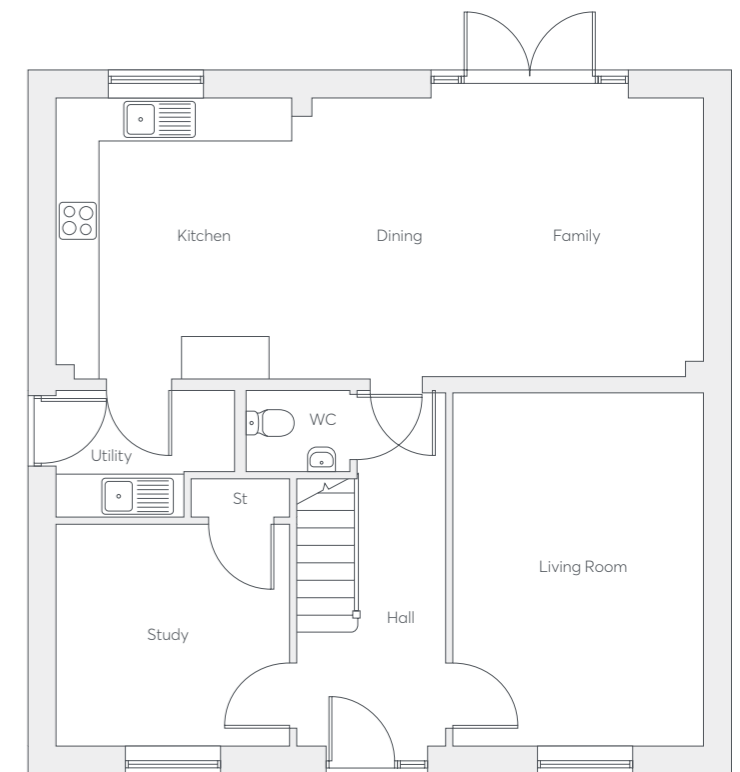 Kitchen
Dining
Family
WC
Utility
St
Living Room
Hall
Study